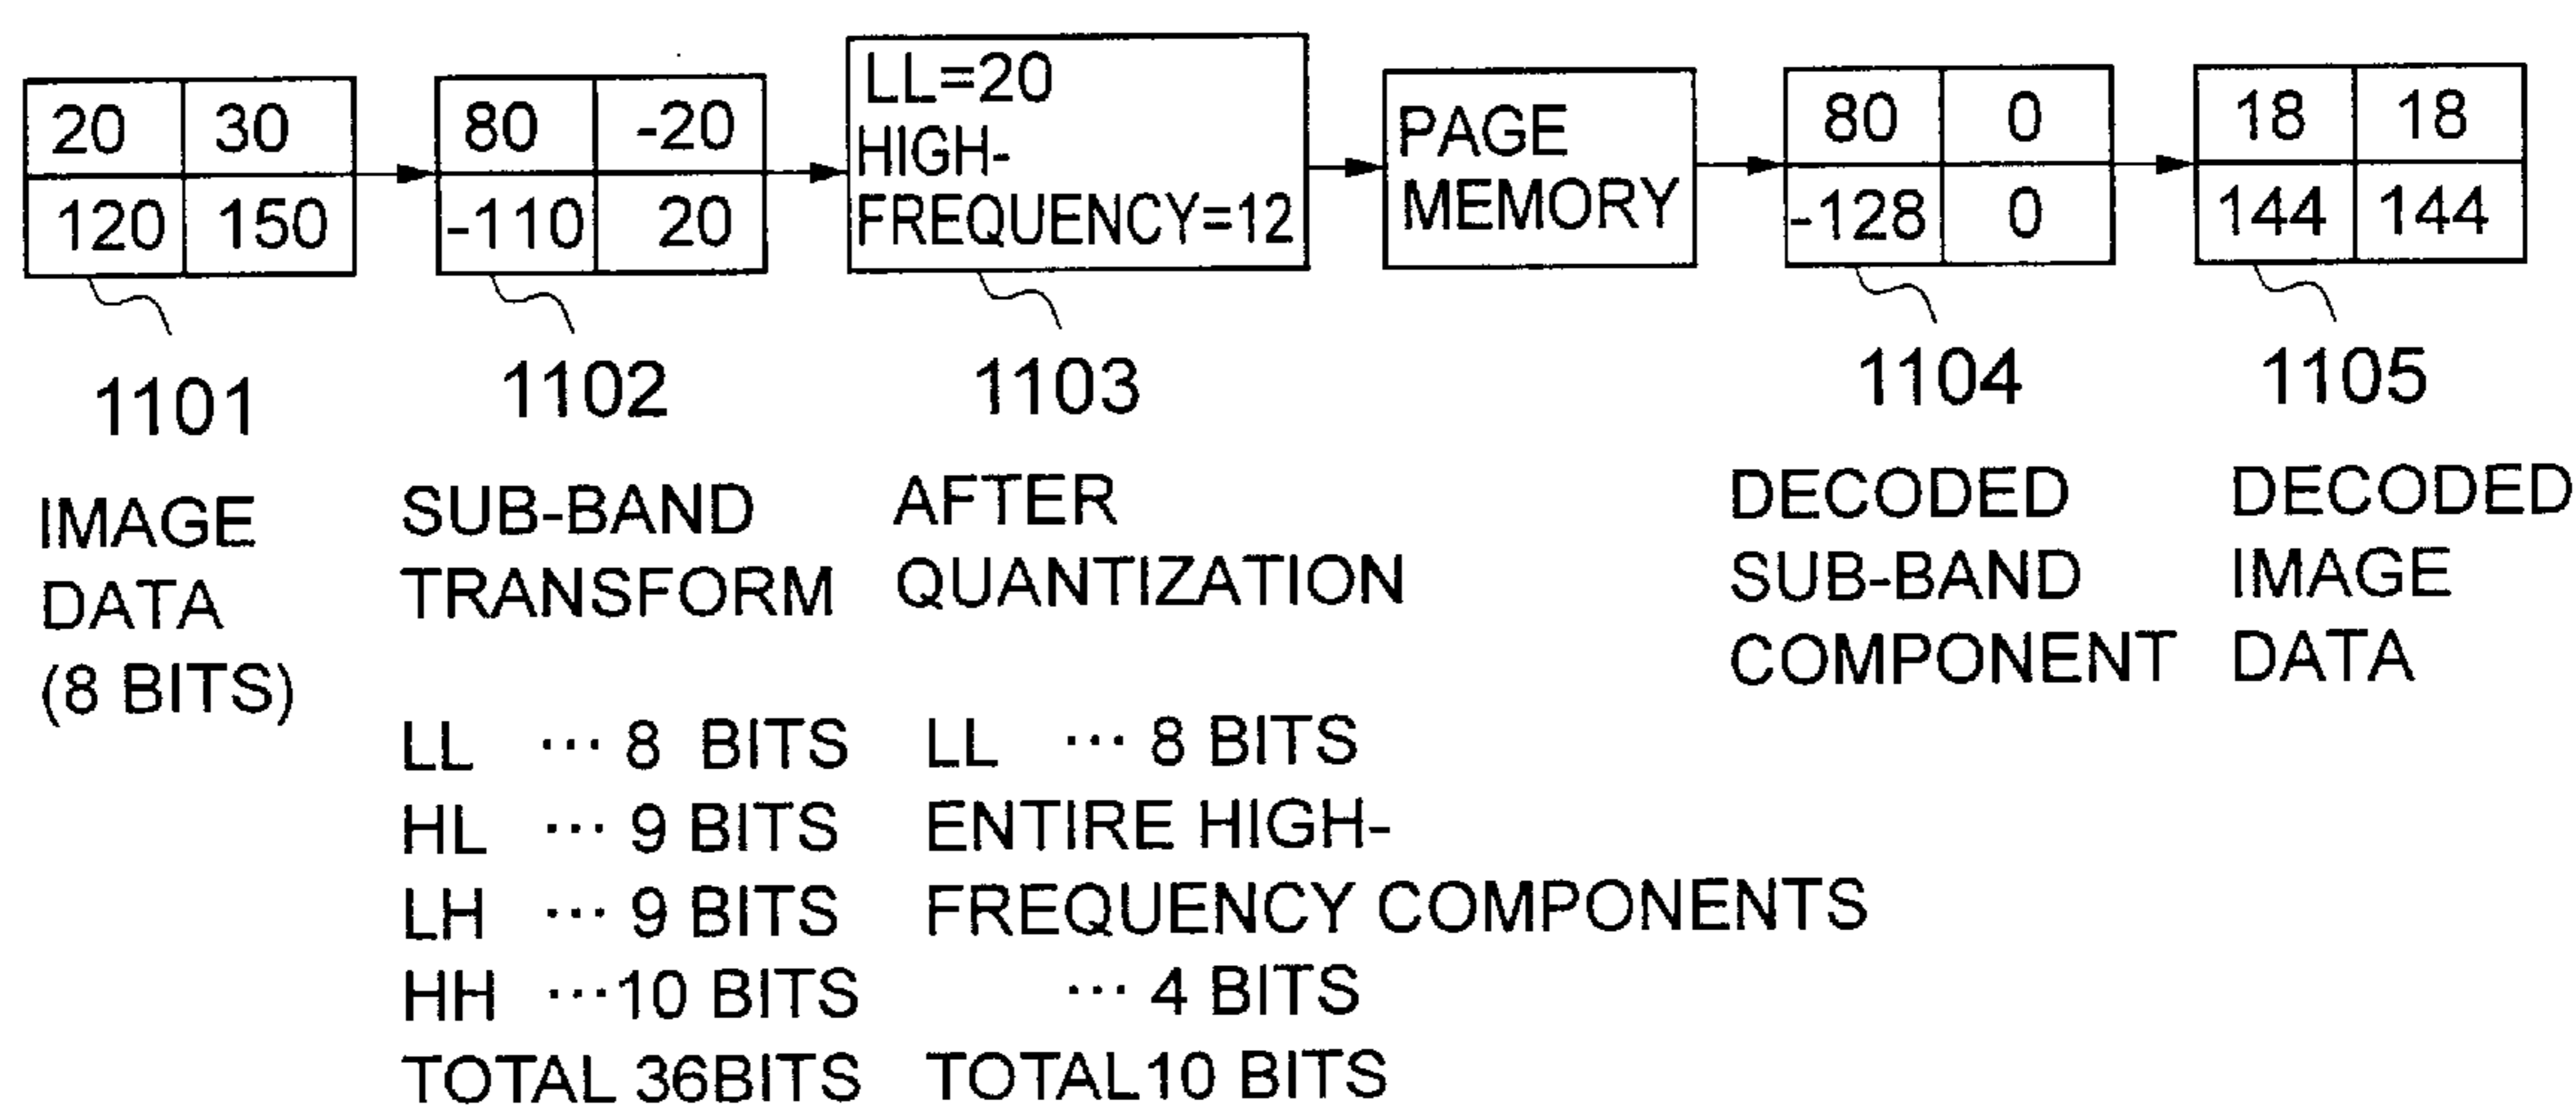 20 30
120 150
80 -20
-110 20
LL=20
HIGH-
FREQUENCY=12
PAGE
MEMORY
80 0
-128 0
18 18
144 144
1101
1102
1103
1104
1105
IMAGE
DATA
(8 BITS)
SUB-BAND
TRANSFORM
LL ··· 8 BITS
HL ··· 9 BITS
LH ··· 9 BITS
HH ···10 BITS
TOTAL 36BITS
AFTER
QUANTIZATION
LL ··· 8 BITS
ENTIRE HIGH-
FREQUENCY COMPONENTS
··· 4 BITS
TOTAL10 BITS
DECODED
SUB-BAND
COMPONENT
DECODED
IMAGE
DATA